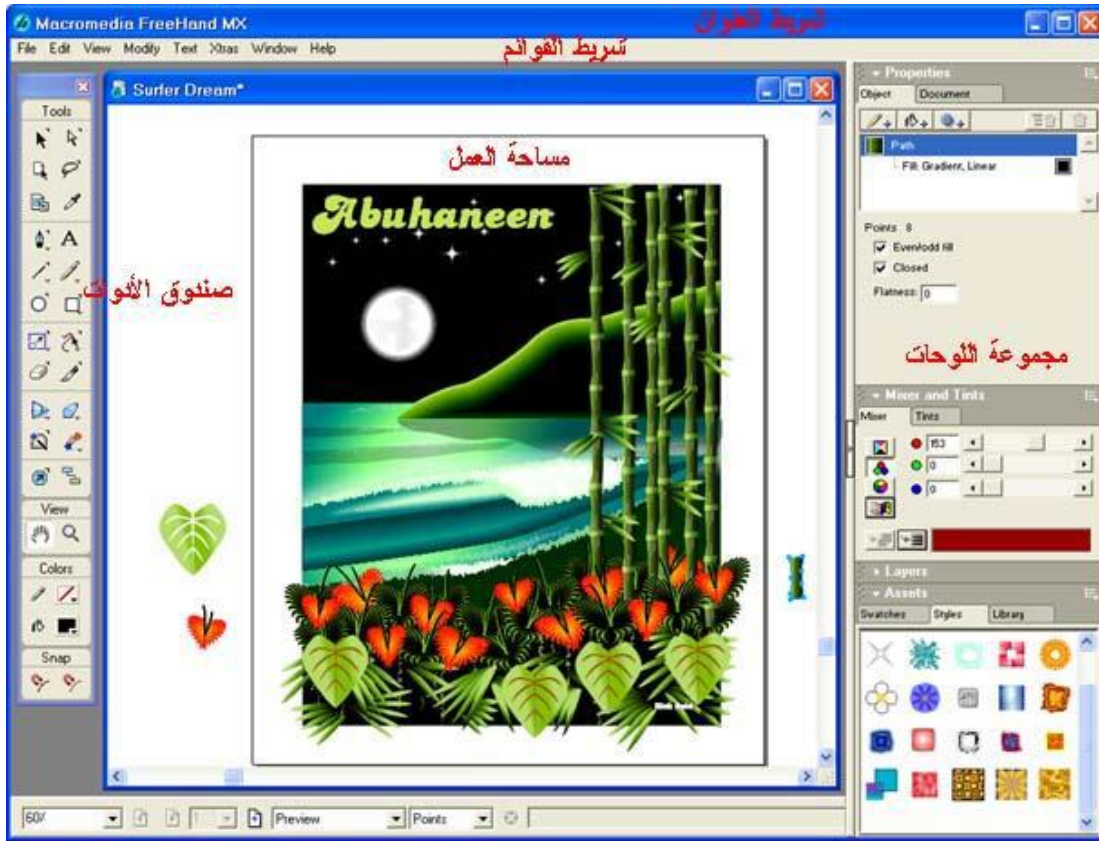 Macromedia FreeHand MX
شريط العنوان
File Edit View Modify Text Xtras Window Help
شريط القوائم
Tools
Surfer Dream*
مساحة العمل
Abuhaneen
صندوق الأدوات
View
Colors
Snap
Properties
Object Document
Path
Fill: Gradient, Linear
Points 8
Even/odd fill
Closed
Flatness: 0
مجموعة اللوحات
Mixer and Tints
Mixer Tints
153
0
0
Layers
Assets
Swatches Styles Library
60% 1 Preview Points